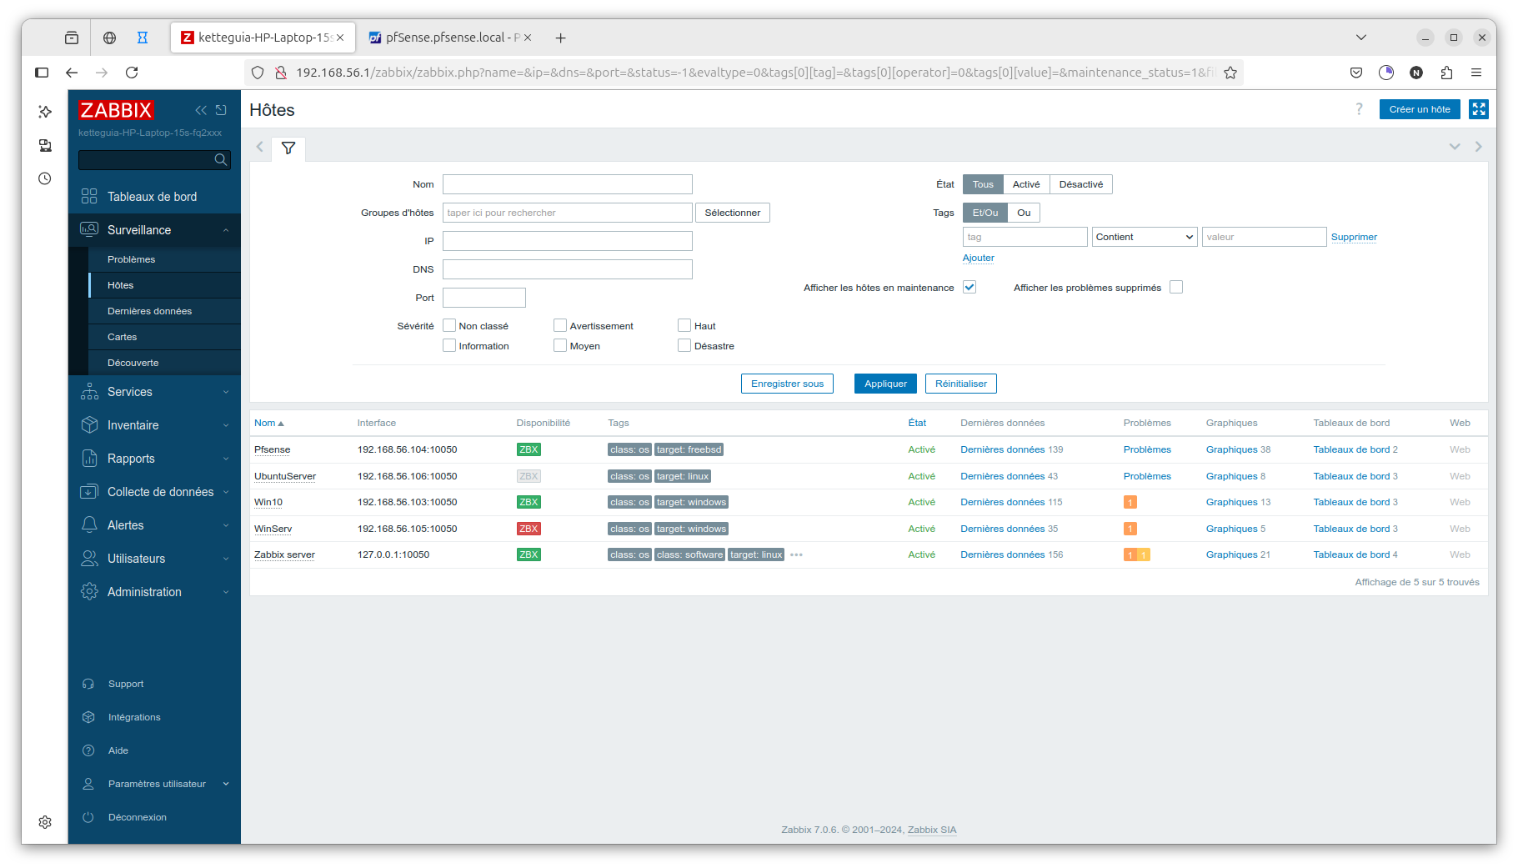 ketteguia-HP-Laptop-15s
pfSense.pfsense.local - P
192.168.56.1/zabbix/zabbix.php?name=&ip=&dns=&port=&status=-1&evaltype=0&tags[0][tag]=&tags[0][operator]=0&tags[0][value]=&maintenance_status=1&fi
N
ZABBIX
ketteguia-HP-Laptop-15s-fq2xxx
Tableaux de bord
Surveillance
Problèmes
Hôtes
Dernières données
Cartes
Découverte
Services
Inventaire
Rapports
Collecte de données
Alertes
Utilisateurs
Administration
Support
Intégrations
Aide
Paramètres utilisateur
Déconnexion
Hôtes
? Créer un hôte
Nom
Groupes d'hôtes taper ici pour rechercher Sélectionner
IP
DNS
Port
Sévérité Non classé Avertissement Haut
Information Moyen Désastre
État Tous Activé Désactivé
Tags Et/Ou Ou
tag Contient valeur Supprimer
Ajouter
Afficher les hôtes en maintenance Afficher les problèmes supprimés
Enregistrer sous Appliquer Réinitialiser
Nom Interface Disponibilité Tags État Dernières données Problèmes Graphiques Tableaux de bord Web
Pfsense 192.168.56.104:10050 ZBX class: os target: freebsd Activé Dernières données 139 Problèmes Graphiques 38 Tableaux de bord 2 Web
UbuntuServer 192.168.56.106:10050 ZBX class: os target: linux Activé Dernières données 43 Problèmes Graphiques 8 Tableaux de bord 3 Web
Win10 192.168.56.103:10050 ZBX class: os target: windows Activé Dernières données 115 1 Graphiques 13 Tableaux de bord 3 Web
WinServ 192.168.56.105:10050 ZBX class: os target: windows Activé Dernières données 35 1 Graphiques 5 Tableaux de bord 3 Web
Zabbix server 127.0.0.1:10050 ZBX class: os class: software target: linux ••• Activé Dernières données 156 1 1 Graphiques 21 Tableaux de bord 4 Web
Affichage de 5 sur 5 trouvés
Zabbix 7.0.6. © 2001–2024, Zabbix SIA